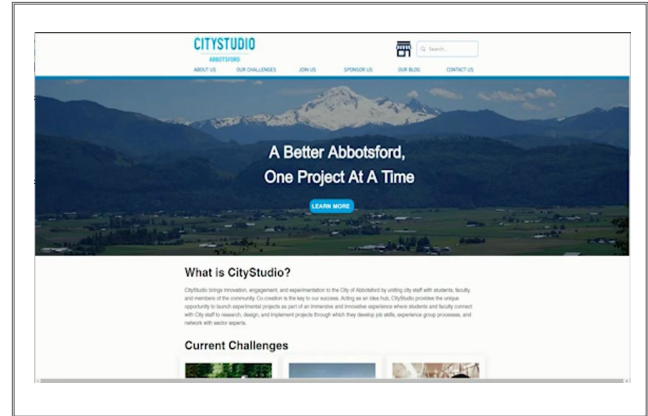 CITYSTUDIO
ABBOTSFORD
Search...
ABOUT US OUR CHALLENGES JOIN US SPONSOR US OUR BLOG CONTACT US
A Better Abbotsford,
One Project At A Time
LEARN MORE
What is CityStudio?
CityStudio brings innovation, engagement, and experimentation to the City of Abbotsford by uniting city staff with students, faculty,
and members of the community. Co creation is the key to our success. Acting as an idea hub, CityStudio provides the unique
opportunity to launch experimental projects as part of an immersive and innovative experience where students and faculty connect
with City staff to research, design, and implement projects through which they develop job skills, experience group processes, and
network with sector experts.
Current Challenges